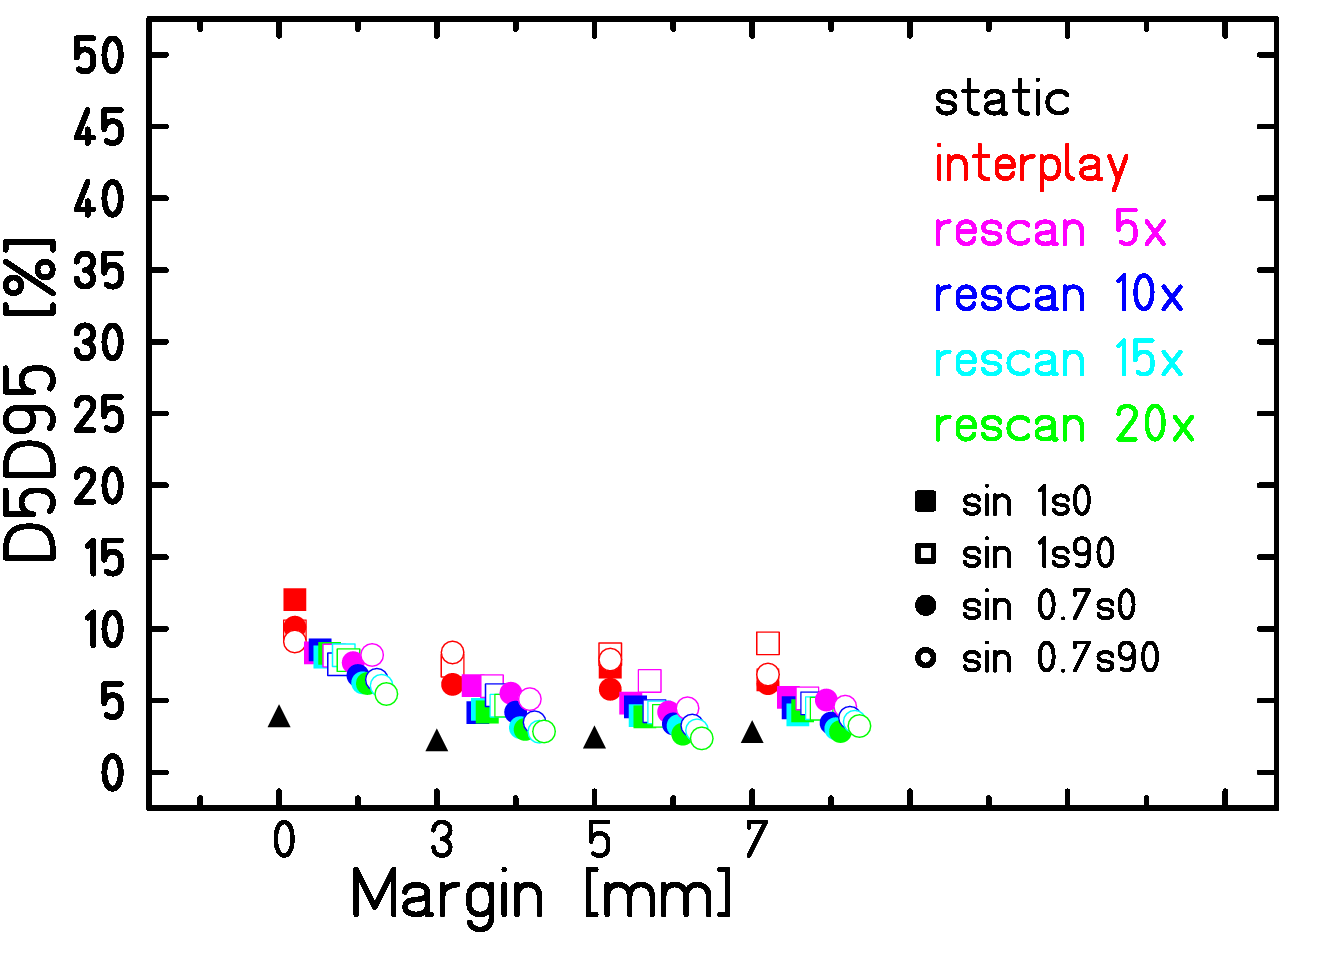 50
45
40
35
30
25
20
15
10
5
0
D5D95 [%]
static
interplay
rescan 5x
rescan 10x
rescan 15x
rescan 20x
sin 1s0
sin 1s90
sin 0.7s0
sin 0.7s90
0 3 5 7
Margin [mm]